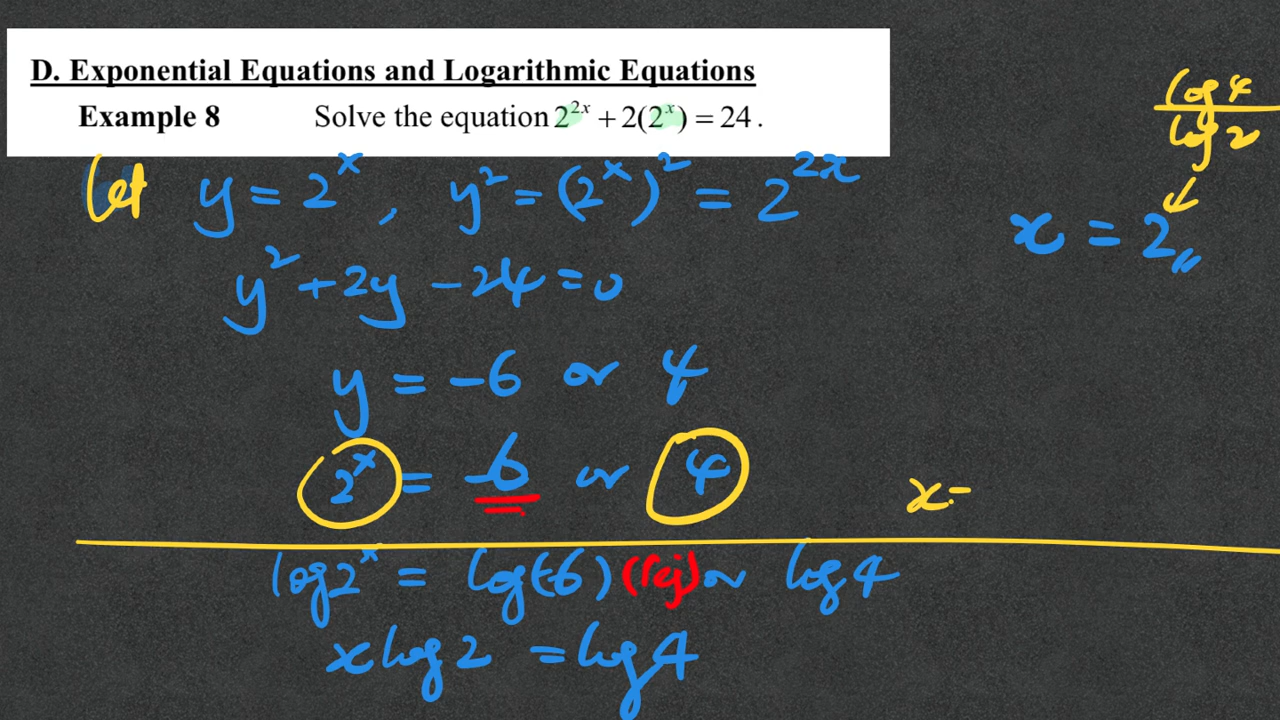 D. Exponential Equations and Logarithmic Equations
Example 8 Solve the equation 2^{2x} + 2(2^x) = 24 .
let y = 2^x , y² = (2^x)² = 2^{2x}
y² + 2y − 24 = 0
y = −6 or 4
2^x = −6 or 4
log 2^x = log(−6) (rej) or log 4
x log 2 = log 4
log 4
log 2
x = 2
x =